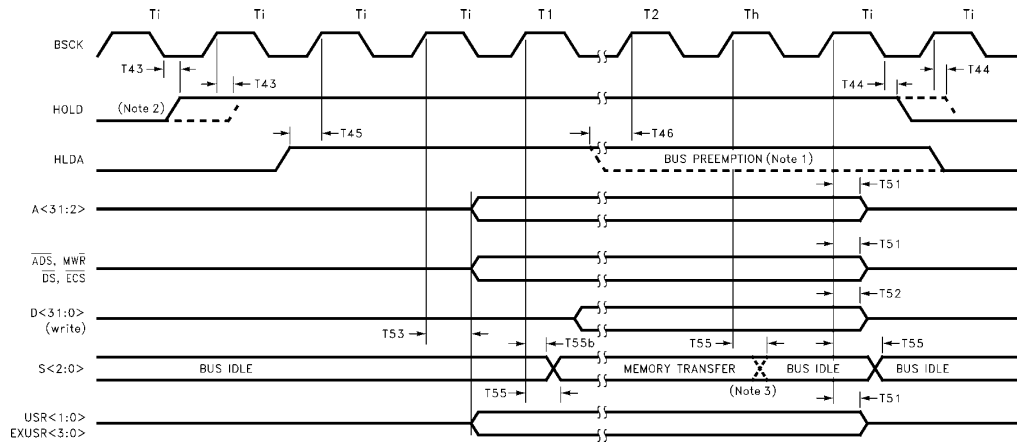 Ti Ti Ti Ti T1 T2 Th Ti Ti
BSCK
T43 T43 T44 T44
HOLD (Note 2)
T45 T46
HLDA BUS PREEMPTION (Note 1)
T51
A<31:2>
T51
ADS, MWR
DS, ECS
T52
D<31:0>
(write)
T53 T55b T55 T55
S<2:0> BUS IDLE MEMORY TRANSFER BUS IDLE BUS IDLE
(Note 3)
T55 T51
USR<1:0>
EXUSR<3:0>